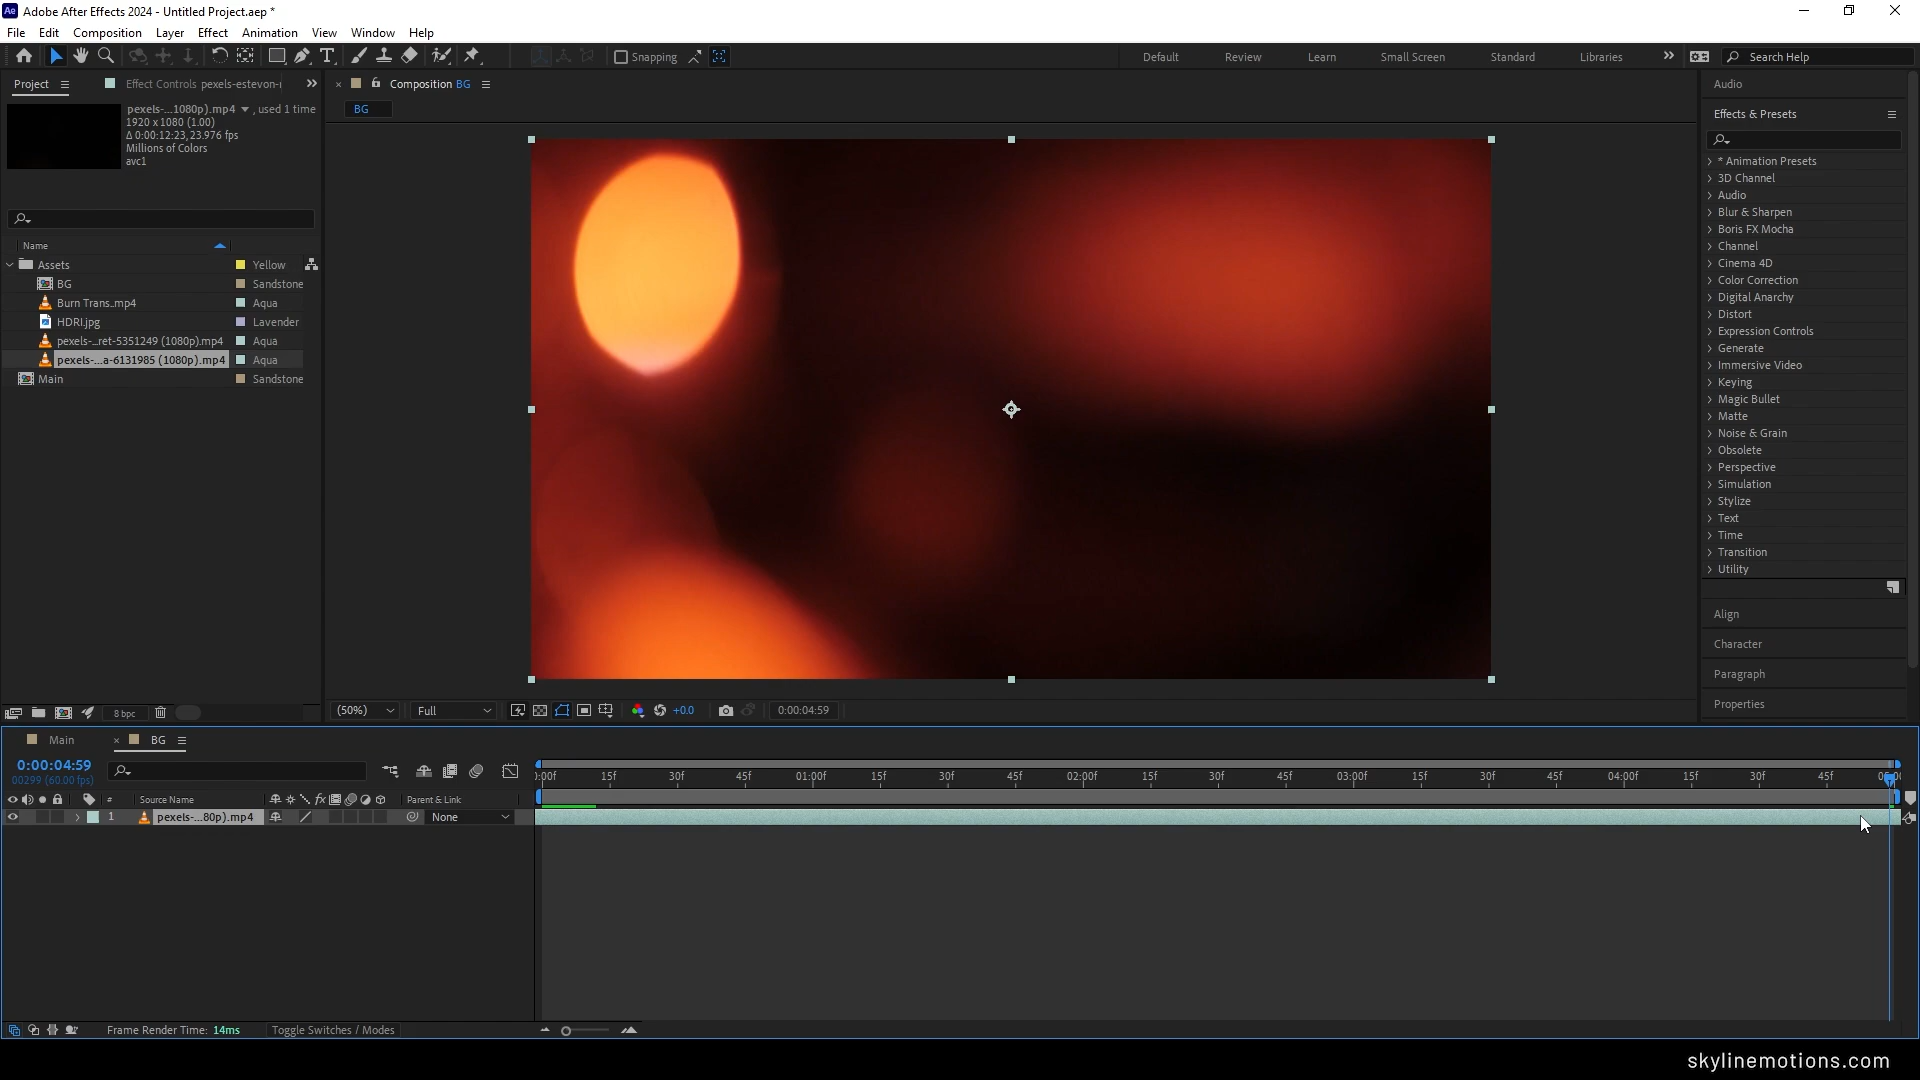 Ae Adobe After Effects 2024 - Untitled Project.aep *
File Edit Composition Layer Effect Animation View Window Help
Snapping
Default Review Learn Small Screen Standard Libraries » Search Help
Project Effect Controls pexels-estevon-r »
× Composition BG
Audio
pexels-...1080p).mp4 , used 1 time
BG
Effects & Presets
1920 x 1080 (1.00)
Δ 0:00:12:23, 23.976 fps
Millions of Colors
avc1
Name
Assets Yellow
BG Sandstone
Burn Trans..mp4 Aqua
HDRI.jpg Lavender
pexels-...ret-5351249 (1080p).mp4 Aqua
pexels-...a-6131985 (1080p).mp4 Aqua
Main Sandstone
* Animation Presets
3D Channel
Audio
Blur & Sharpen
Boris FX Mocha
Channel
Cinema 4D
Color Correction
Digital Anarchy
Distort
Expression Controls
Generate
Immersive Video
Keying
Magic Bullet
Matte
Noise & Grain
Obsolete
Perspective
Simulation
Stylize
Text
Time
Transition
Utility
Align
Character
Paragraph
Properties
8 bpc
(50%) Full +0.0 0:00:04:59
Main × BG
0:00:04:59
00299 (60.00 fps)
:00f 15f 30f 45f 01:00f 15f 30f 45f 02:00f 15f 30f 45f 03:00f 15f 30f 45f 04:00f 15f 30f 45f
# Source Name fx Parent & Link
1 pexels-...80p).mp4 None
Frame Render Time: 14ms Toggle Switches / Modes
skylinemotions.com